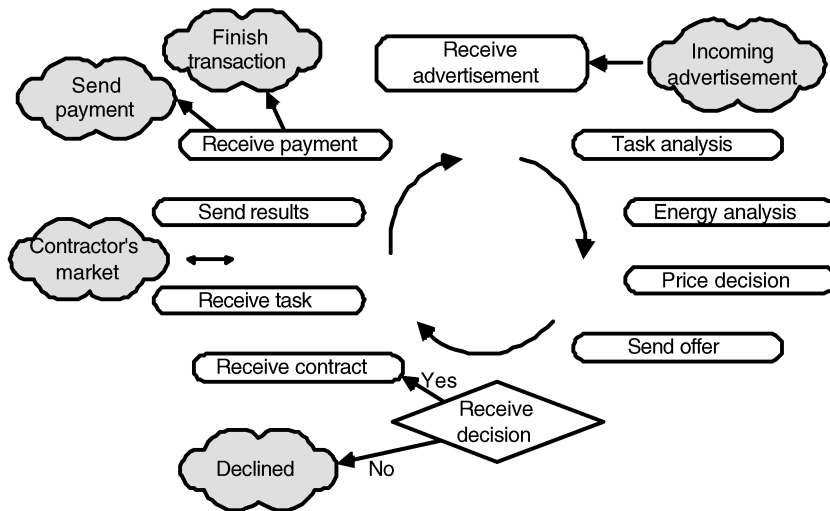 Finish
transaction
Receive
advertisement
Incoming
advertisement
Send
payment
Receive payment
Task analysis
Send results
Energy analysis
Contractor's
market
Price decision
Receive task
Send offer
Receive contract
Yes
Receive
decision
No
Declined